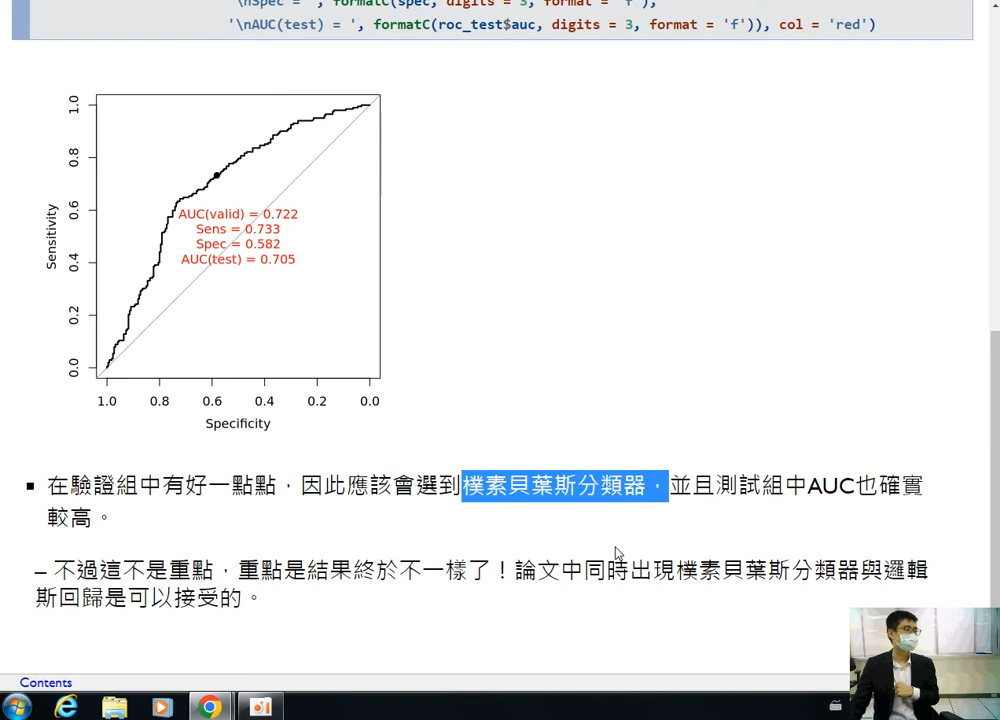 '\nSpec = ', formatC(spec, digits = 3, format = 'f'),
'\nAUC(test) = ', formatC(roc_test$auc, digits = 3, format = 'f')), col = 'red')
1.0
0.8
0.6
0.4
0.2
0.0
Sensitivity
AUC(valid) = 0.722
Sens = 0.733
Spec = 0.582
AUC(test) = 0.705
1.0 0.8 0.6 0.4 0.2 0.0
Specificity
在驗證組中有好一點點，因此應該會選到樸素貝葉斯分類器，並且測試組中AUC也確實
較高。
– 不過這不是重點，重點是結果終於不一樣了！論文中同時出現樸素貝葉斯分類器與邏輯
斯回歸是可以接受的。
Contents